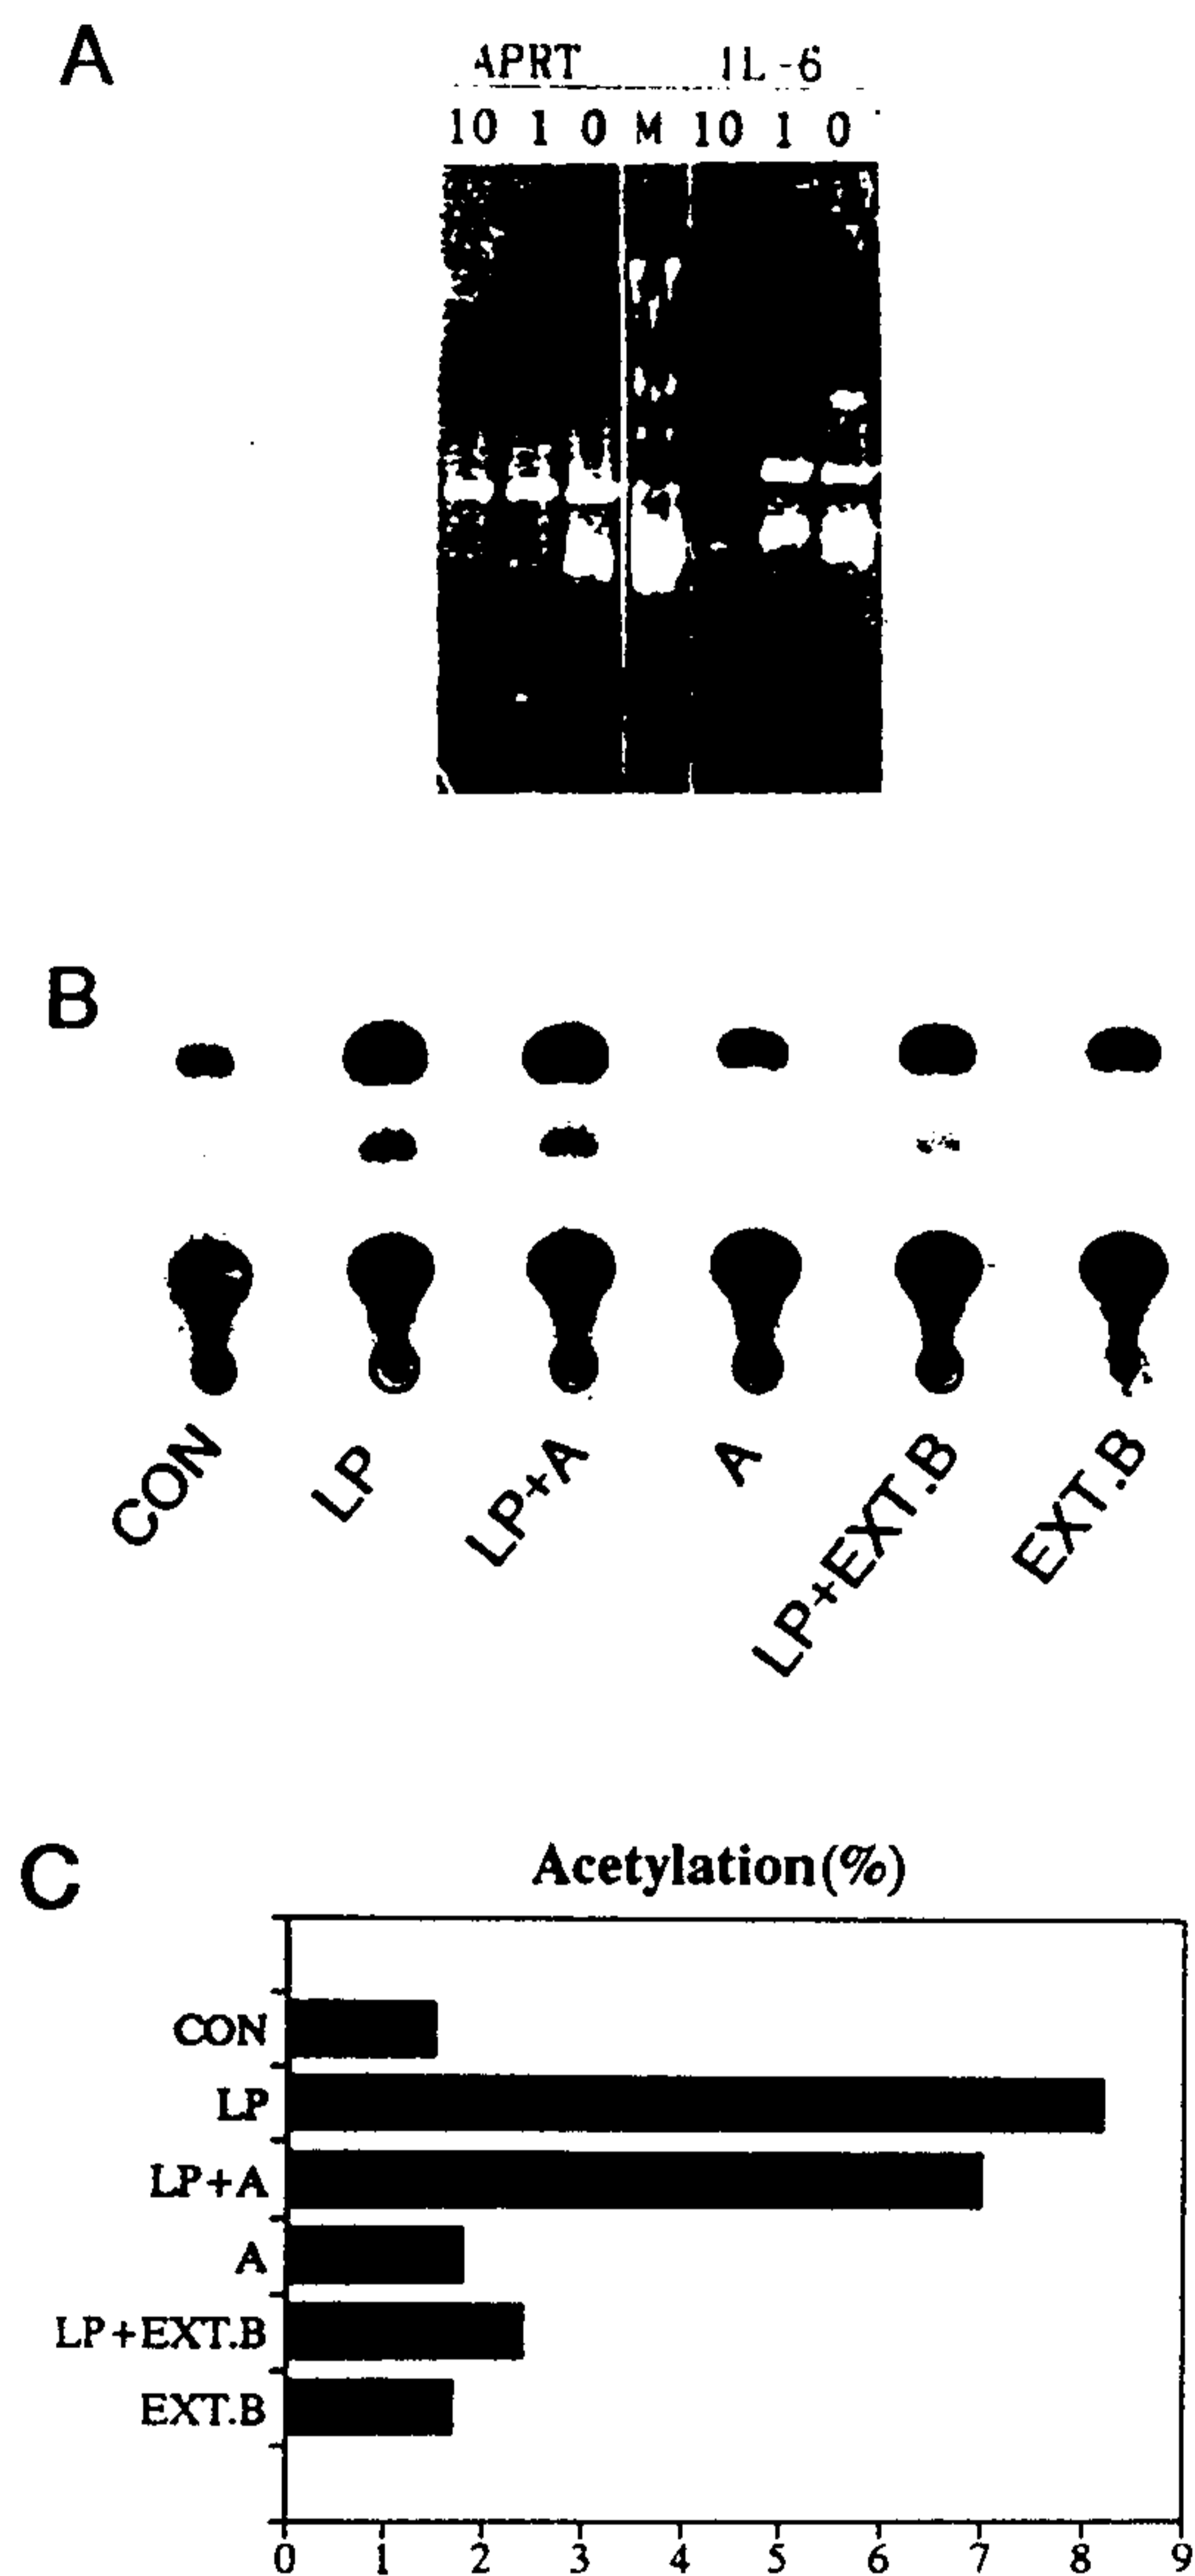 A
APRT IL-6
10 1 0 M 10 1 0
B
CON LP LP+A A LP+EXT.B EXT.B
C
Acetylation(%)
CON
LP
LP+A
A
LP+EXT.B
EXT.B
0 1 2 3 4 5 6 7 8 9